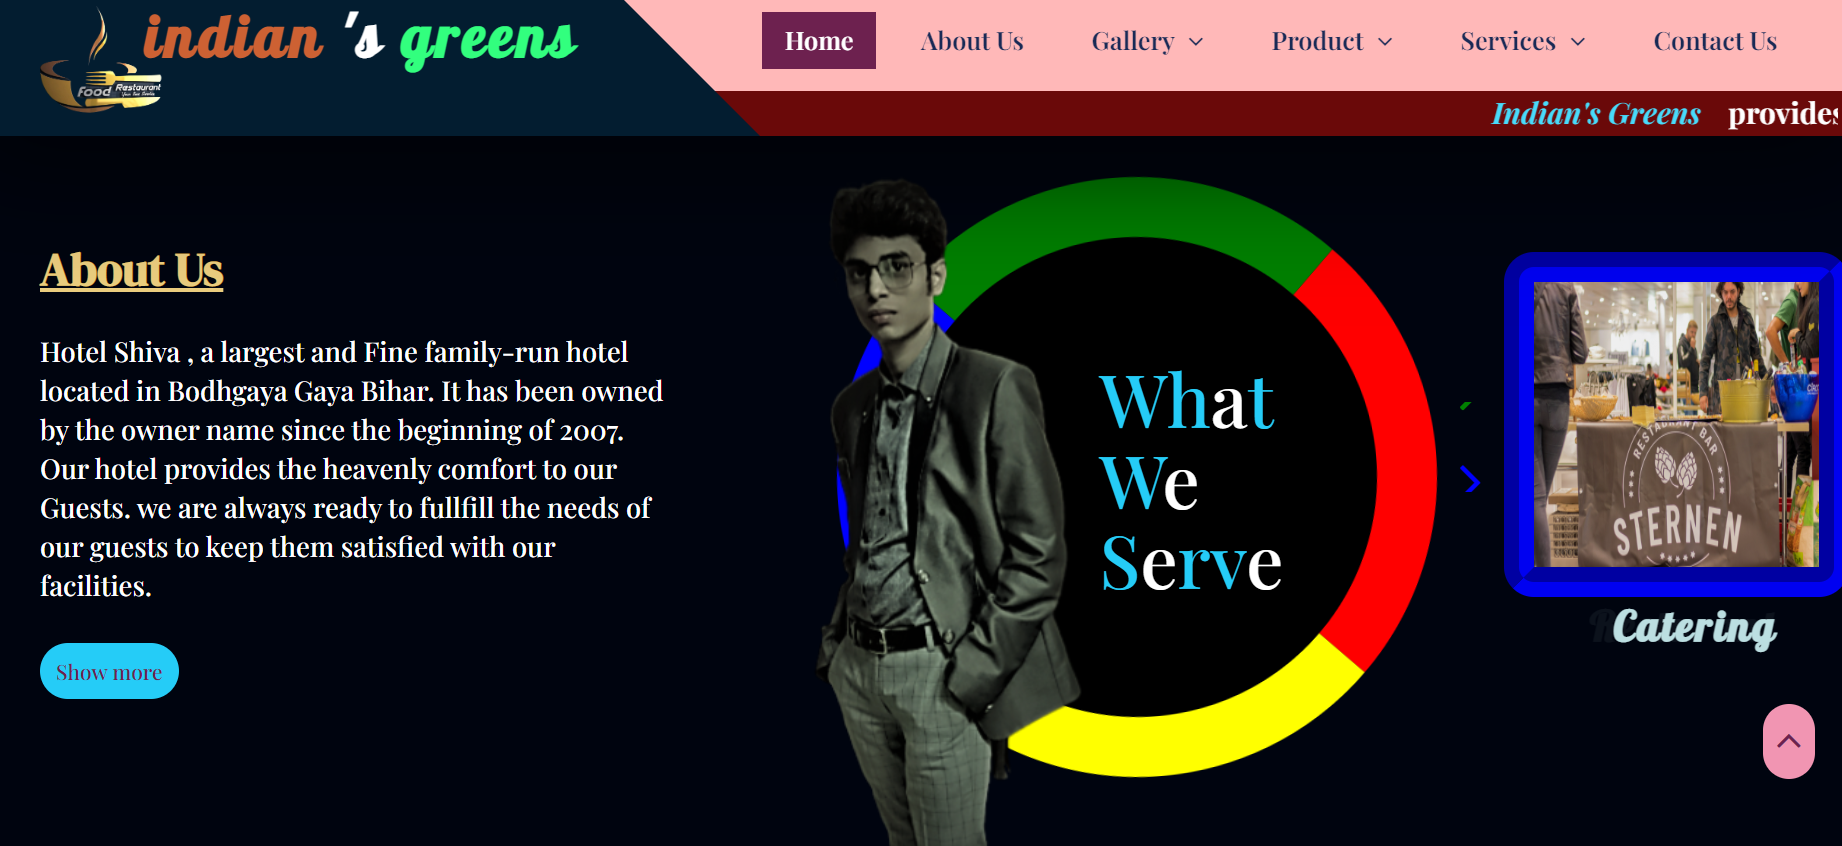 indian 's greens
Food Restaurant
Home About Us Gallery Product Services Contact Us
Indian's Greens provides
About Us
Hotel Shiva , a largest and Fine family-run hotel
located in Bodhgaya Gaya Bihar. It has been owned
by the owner name since the beginning of 2007.
Our hotel provides the heavenly comfort to our
Guests. we are always ready to fullfill the needs of
our guests to keep them satisfied with our
facilities.
Show more
What
We
Serve
RESTAURANT BAR
STERNEN
Catering